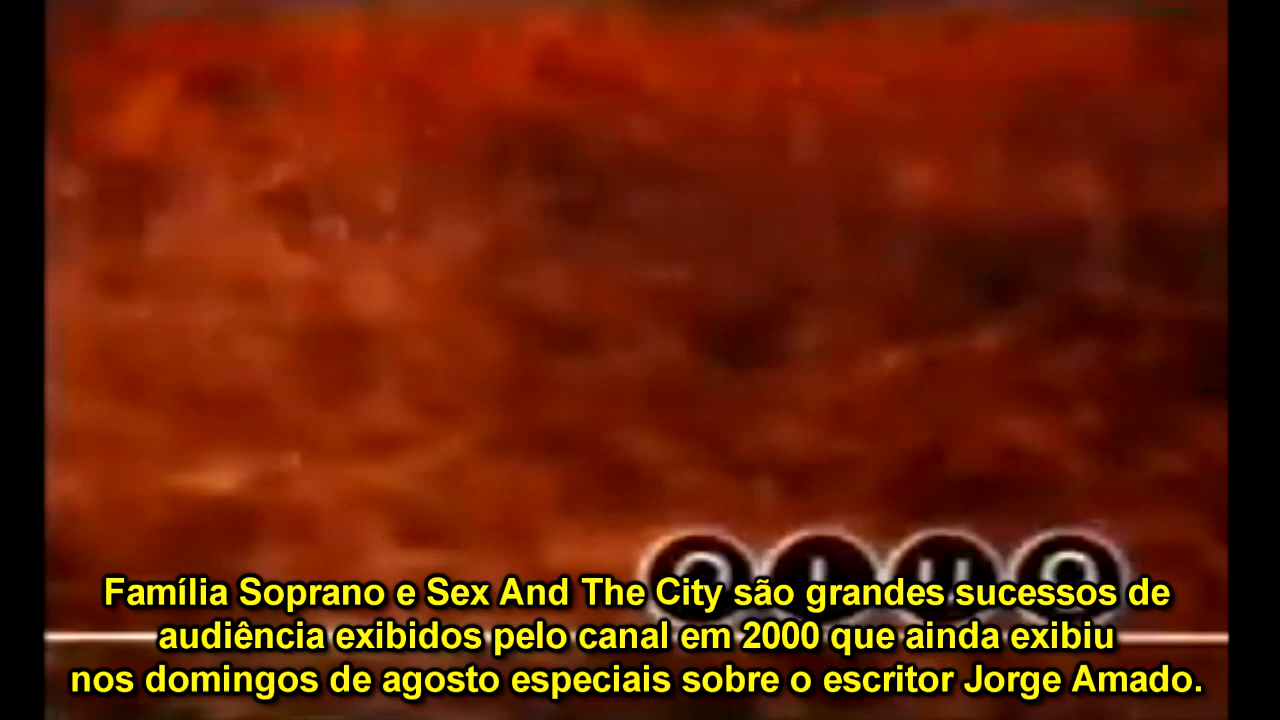 Família Soprano e Sex And The City são grandes sucessos de
audiência exibidos pelo canal em 2000 que ainda exibiu
nos domingos de agosto especiais sobre o escritor Jorge Amado.